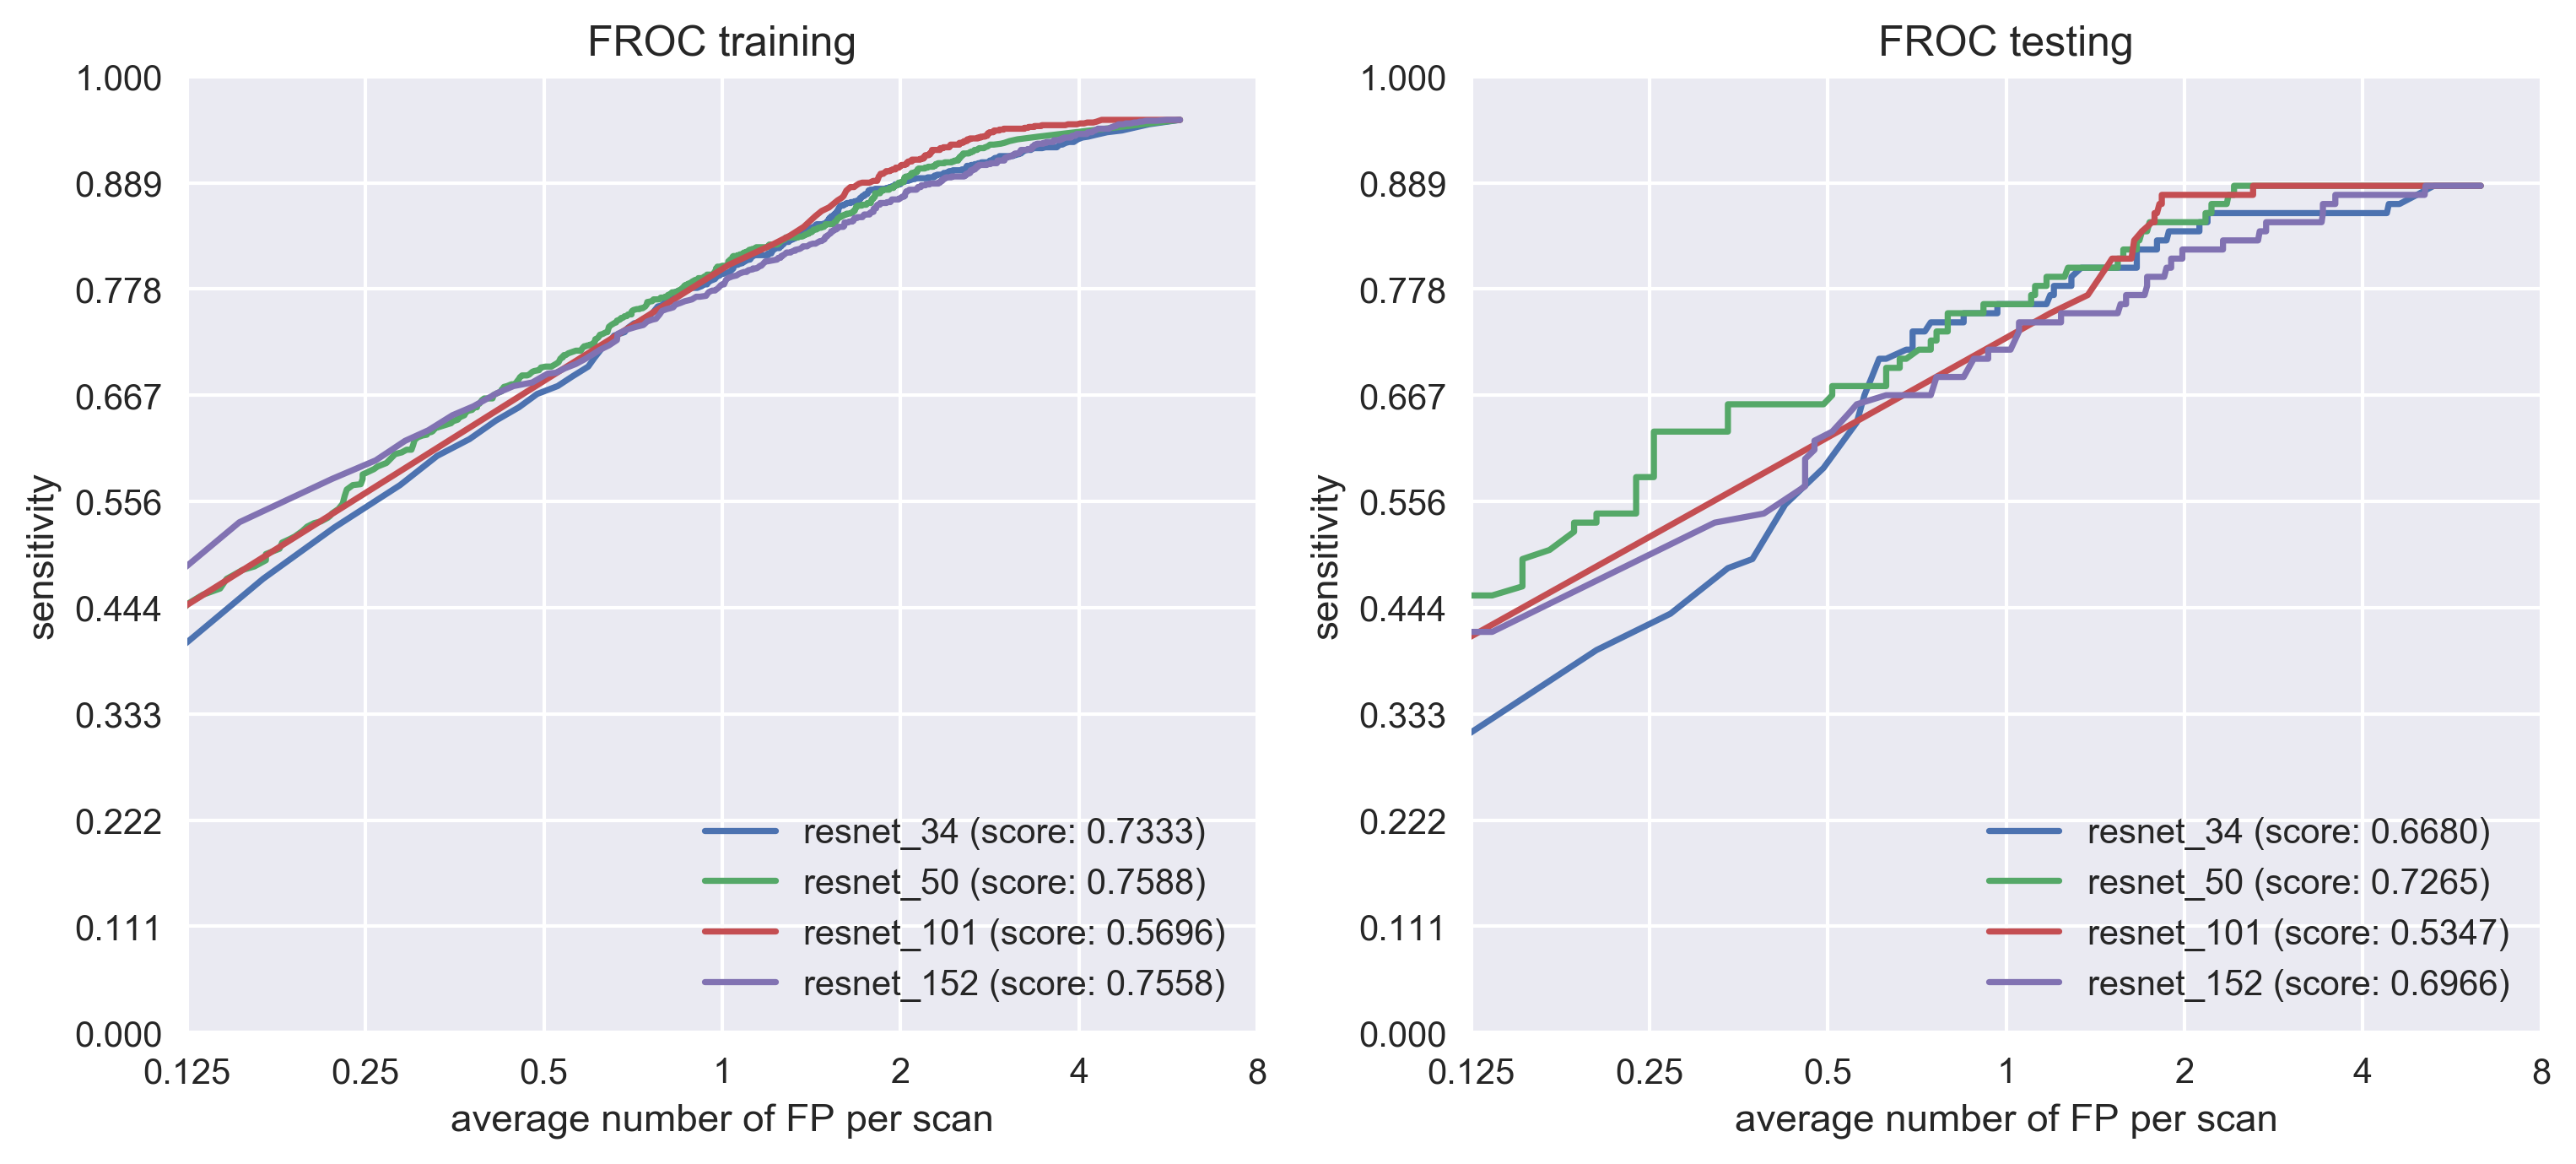 FROC training
1.000
0.889
0.778
0.667
0.556
0.444
0.333
0.222
0.111
0.000
sensitivity
0.125 0.25 0.5 1 2 4 8
average number of FP per scan
resnet_34 (score: 0.7333)
resnet_50 (score: 0.7588)
resnet_101 (score: 0.5696)
resnet_152 (score: 0.7558)
FROC testing
1.000
0.889
0.778
0.667
0.556
0.444
0.333
0.222
0.111
0.000
sensitivity
0.125 0.25 0.5 1 2 4 8
average number of FP per scan
resnet_34 (score: 0.6680)
resnet_50 (score: 0.7265)
resnet_101 (score: 0.5347)
resnet_152 (score: 0.6966)